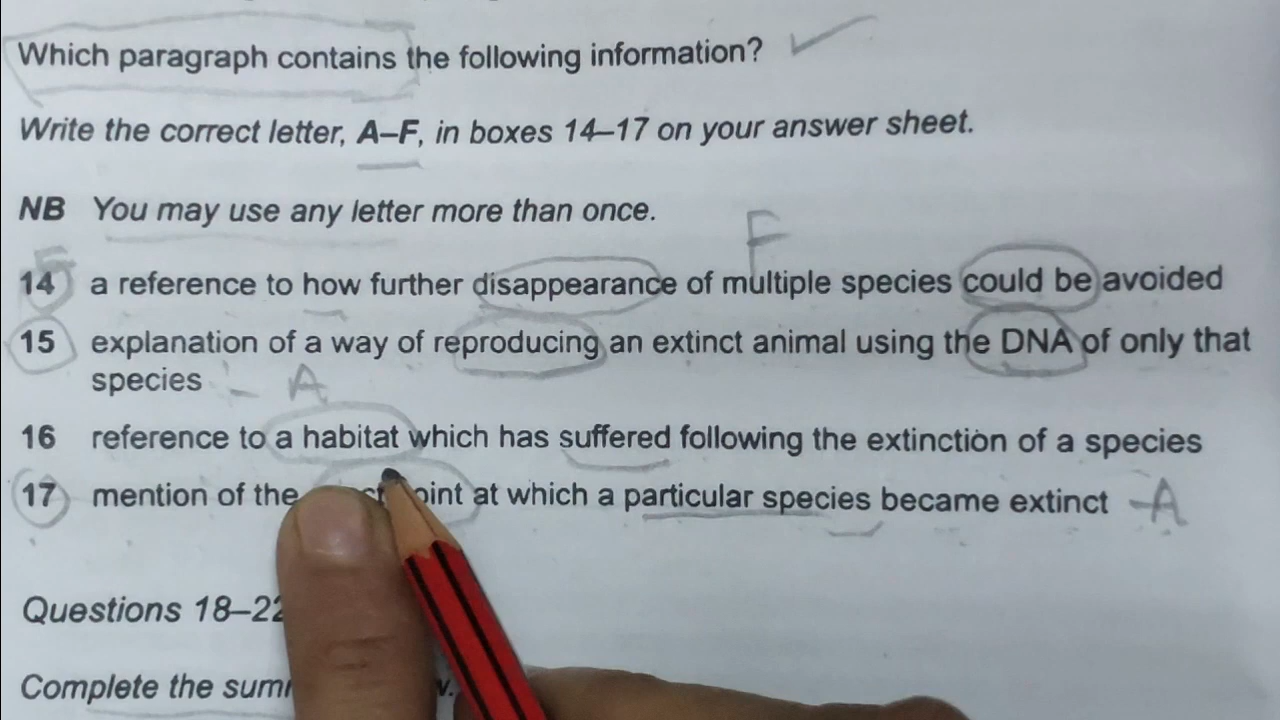 Which paragraph contains the following information?
Write the correct letter, A–F, in boxes 14–17 on your answer sheet.
NB You may use any letter more than once.
F
14 a reference to how further disappearance of multiple species could be avoided
15 explanation of a way of reproducing an extinct animal using the DNA of only that
species – A
16 reference to a habitat which has suffered following the extinction of a species
17 mention of the point at which a particular species became extinct – A
Questions 18–22
Complete the